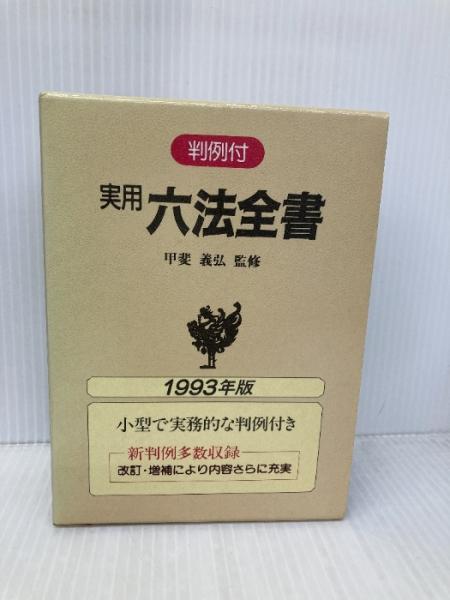 判例付
実用 六法全書
甲斐 義弘 監修
1993年版
小型で実務的な判例付き
新判例多数収録
改訂・増補により内容さらに充実